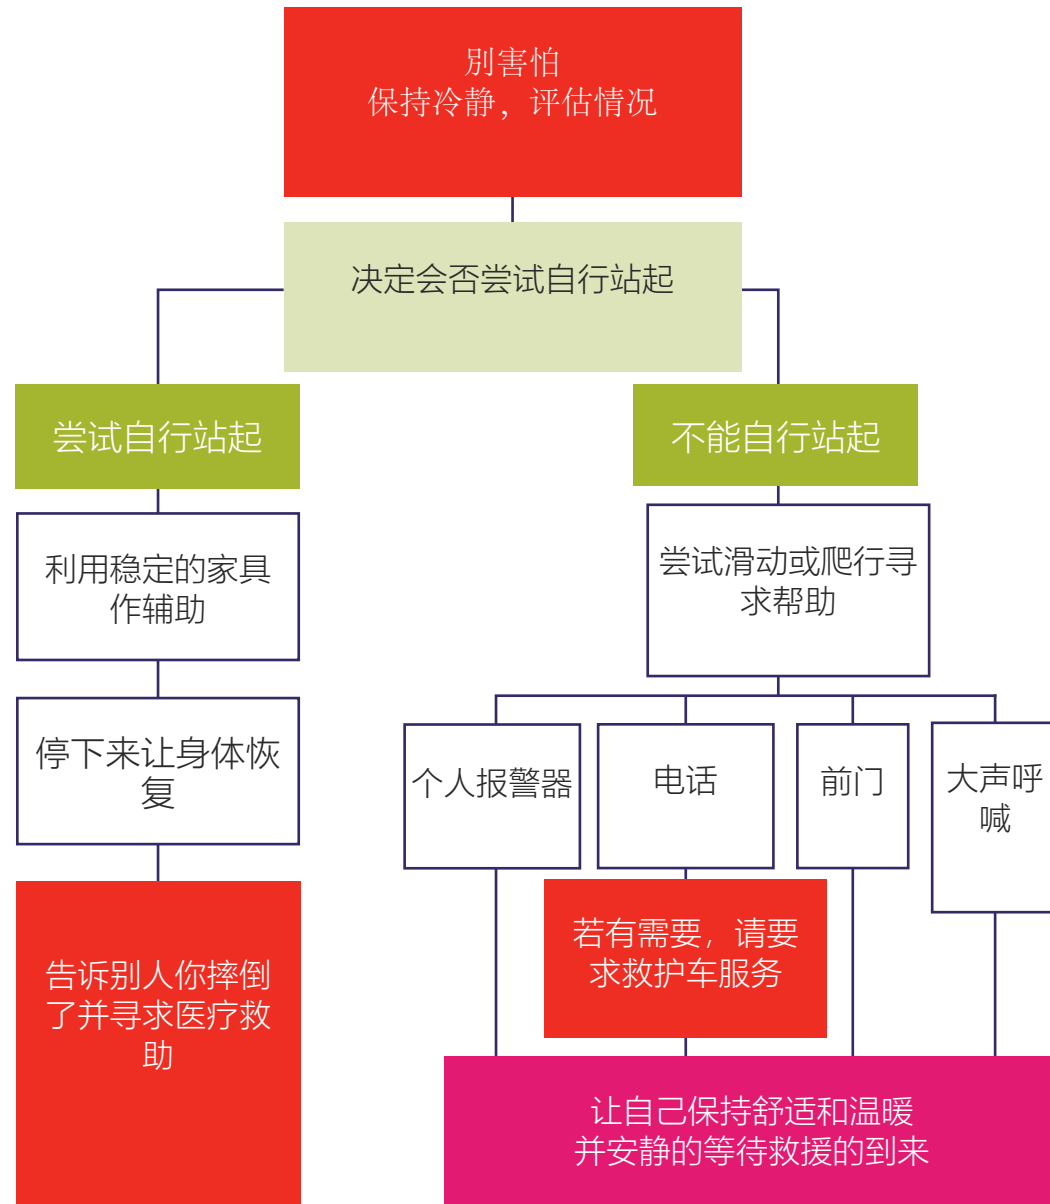 別害怕
保持冷静，评估情况
决定会否尝试自行站起
尝试自行站起
不能自行站起
利用稳定的家具
作辅助
尝试滑动或爬行寻
求帮助
停下来让身体恢
复
个人报警器
电话
前门
大声呼
喊
告诉别人你摔倒
了并寻求医疗救
助
若有需要，请要
求救护车服务
让自己保持舒适和温暖
并安静的等待救援的到来